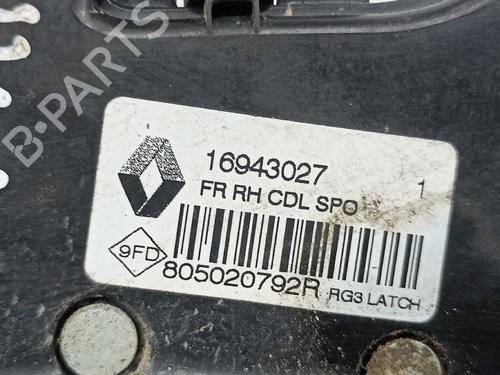 B-PARTS
16943027 1
FR RH CDL SPO
9FD
805020792R RG3 LATCH